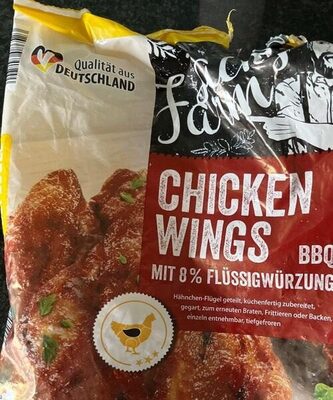 Qualität aus
DEUTSCHLAND
Farm
CHICKEN
WINGS
BBQ
MIT 8% FLÜSSIGWÜRZUNG
Hähnchen-Flügel geteilt, küchenfertig zubereitet,
gegart, zum erneuten Braten, Frittieren oder Backen,
einzeln entnehmbar, tiefgefroren